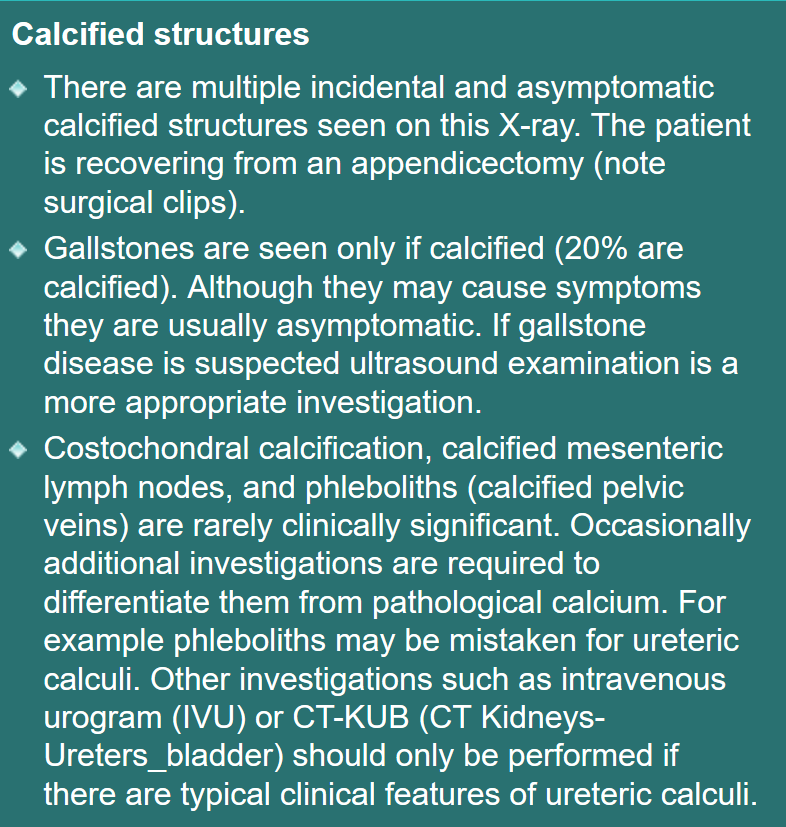 Calcified structures
There are multiple incidental and asymptomatic
calcified structures seen on this X-ray. The patient
is recovering from an appendicectomy (note
surgical clips).
Gallstones are seen only if calcified (20% are
calcified). Although they may cause symptoms
they are usually asymptomatic. If gallstone
disease is suspected ultrasound examination is a
more appropriate investigation.
Costochondral calcification, calcified mesenteric
lymph nodes, and phleboliths (calcified pelvic
veins) are rarely clinically significant. Occasionally
additional investigations are required to
differentiate them from pathological calcium. For
example phleboliths may be mistaken for ureteric
calculi. Other investigations such as intravenous
urogram (IVU) or CT-KUB (CT Kidneys-
Ureters_bladder) should only be performed if
there are typical clinical features of ureteric calculi.